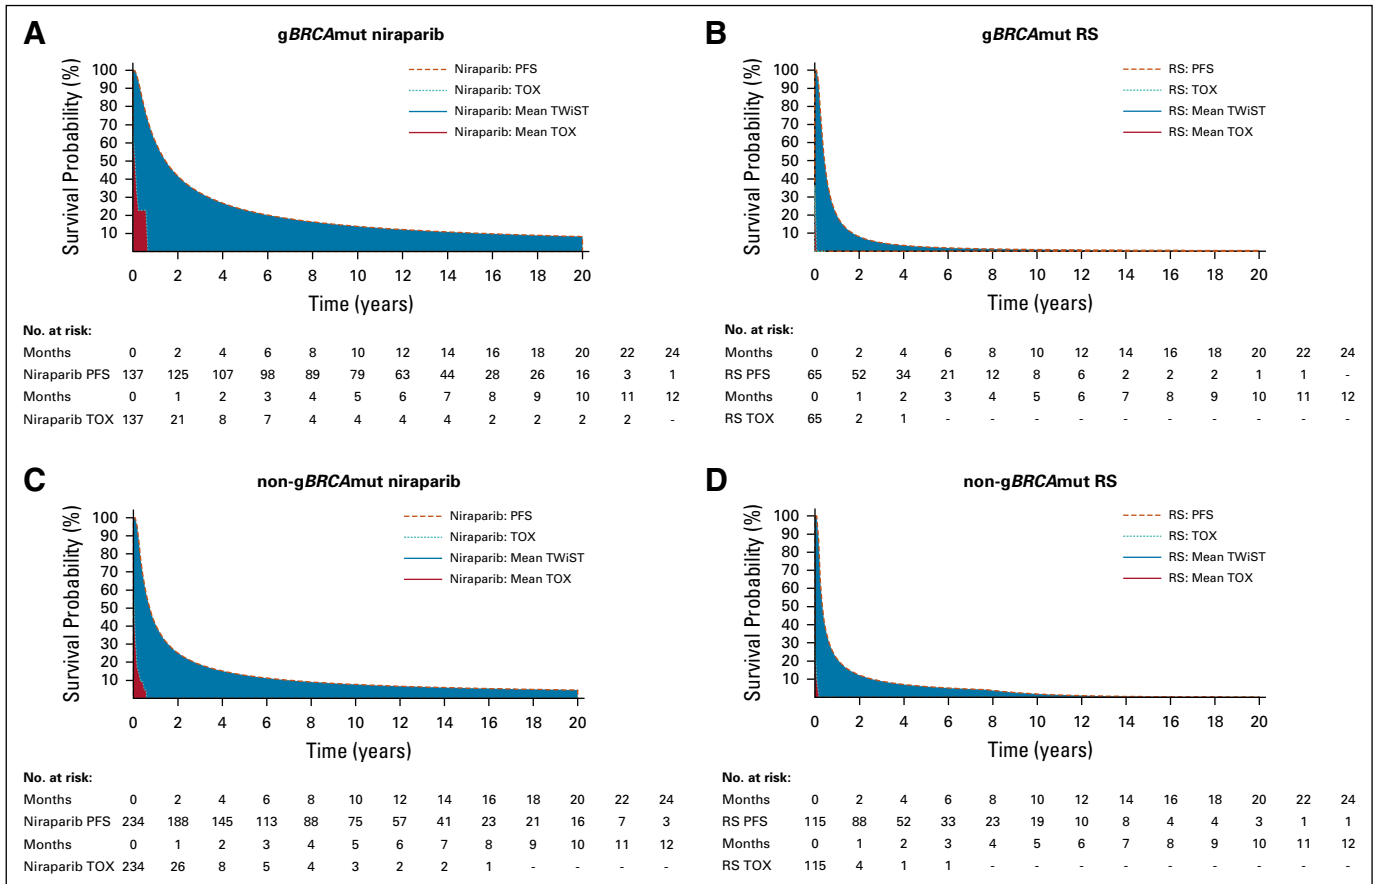 A
gBRCAmut niraparib
Survival Probability (%)
100
90
80
70
60
50
40
30
20
10
Niraparib: PFS
Niraparib: TOX
Niraparib: Mean TWiST
Niraparib: Mean TOX
0 2 4 6 8 10 12 14 16 18 20
Time (years)
No. at risk:
Months 0 2 4 6 8 10 12 14 16 18 20 22 24
Niraparib PFS 137 125 107 98 89 79 63 44 28 26 16 3 1
Months 0 1 2 3 4 5 6 7 8 9 10 11 12
Niraparib TOX 137 21 8 7 4 4 4 4 2 2 2 2 -
B
gBRCAmut RS
Survival Probability (%)
100
90
80
70
60
50
40
30
20
10
RS: PFS
RS: TOX
RS: Mean TWiST
RS: Mean TOX
0 2 4 6 8 10 12 14 16 18 20
Time (years)
No. at risk:
Months 0 2 4 6 8 10 12 14 16 18 20 22 24
RS PFS 65 52 34 21 12 8 6 2 2 2 1 1 -
Months 0 1 2 3 4 5 6 7 8 9 10 11 12
RS TOX 65 2 1 - - - - - - - - - -
C
non-gBRCAmut niraparib
Survival Probability (%)
100
90
80
70
60
50
40
30
20
10
Niraparib: PFS
Niraparib: TOX
Niraparib: Mean TWiST
Niraparib: Mean TOX
0 2 4 6 8 10 12 14 16 18 20
Time (years)
No. at risk:
Months 0 2 4 6 8 10 12 14 16 18 20 22 24
Niraparib PFS 234 188 145 113 88 75 57 41 23 21 16 7 3
Months 0 1 2 3 4 5 6 7 8 9 10 11 12
Niraparib TOX 234 26 8 5 4 3 2 2 1 - - - -
D
non-gBRCAmut RS
Survival Probability (%)
100
90
80
70
60
50
40
30
20
10
RS: PFS
RS: TOX
RS: Mean TWiST
RS: Mean TOX
0 2 4 6 8 10 12 14 16 18 20
Time (years)
No. at risk:
Months 0 2 4 6 8 10 12 14 16 18 20 22 24
RS PFS 115 88 52 33 23 19 10 8 4 4 3 1 1
Months 0 1 2 3 4 5 6 7 8 9 10 11 12
RS TOX 115 4 1 1 - - - - - - - - -